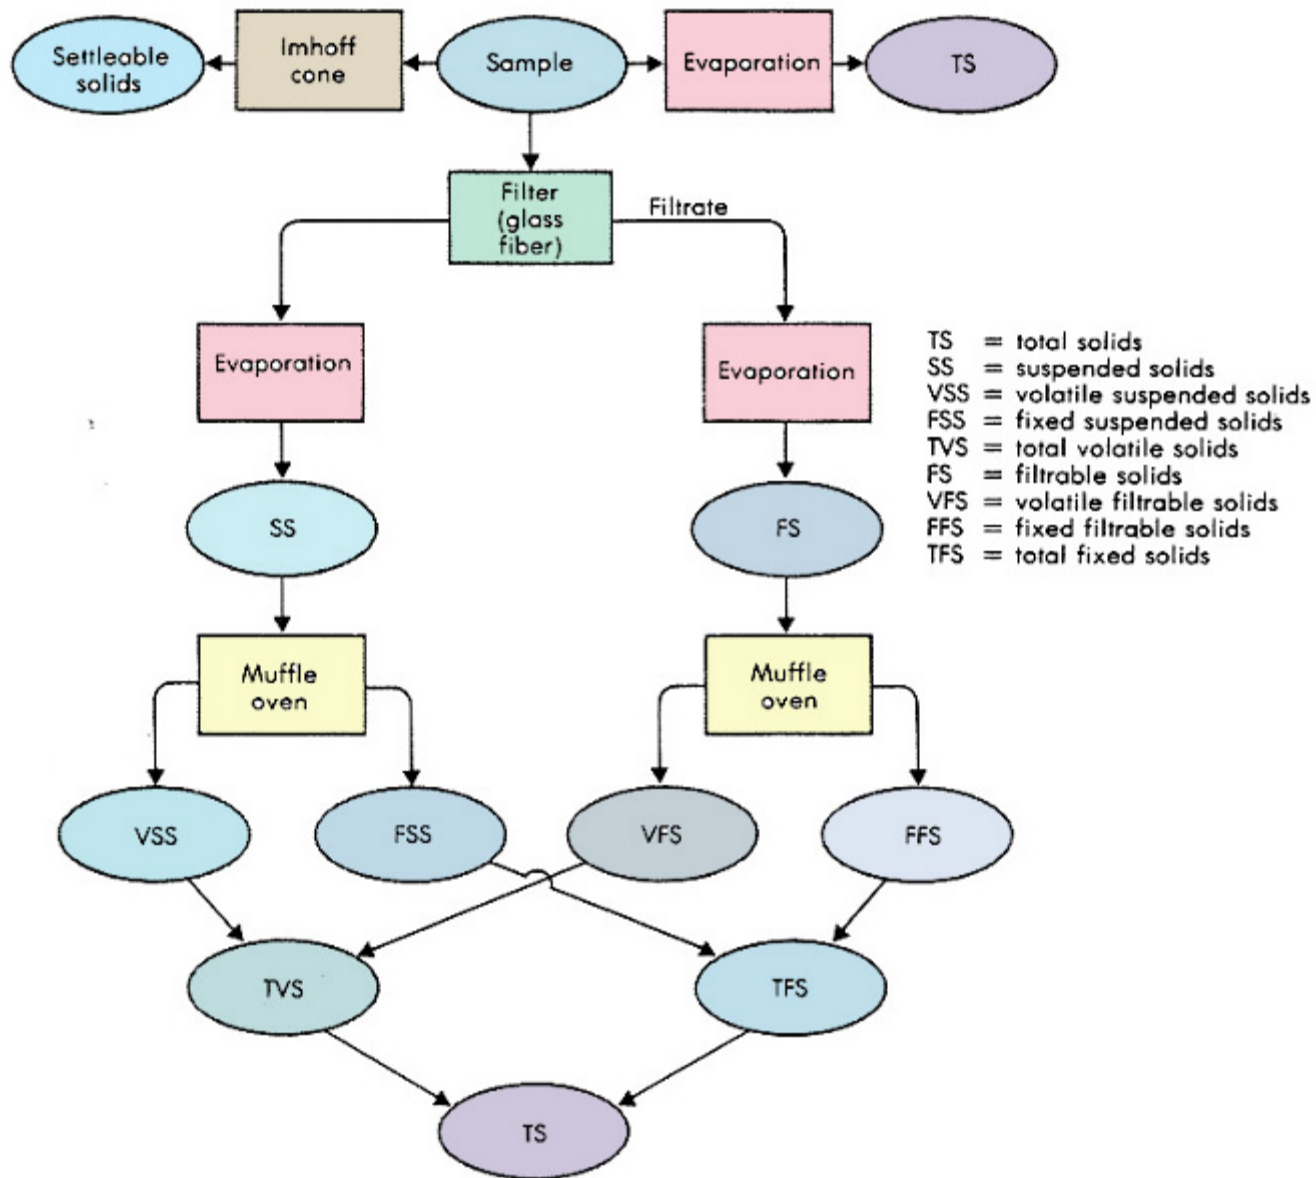 Settleable
solids
Imhoff
cone
Sample
Evaporation
TS
Filter
(glass
fiber)
Filtrate
Evaporation
Evaporation
TS = total solids
SS = suspended solids
VSS = volatile suspended solids
FSS = fixed suspended solids
TVS = total volatile solids
FS = filtrable solids
VFS = volatile filtrable solids
FFS = fixed filtrable solids
TFS = total fixed solids
SS
FS
Muffle
oven
Muffle
oven
VSS
FSS
VFS
FFS
TVS
TFS
TS